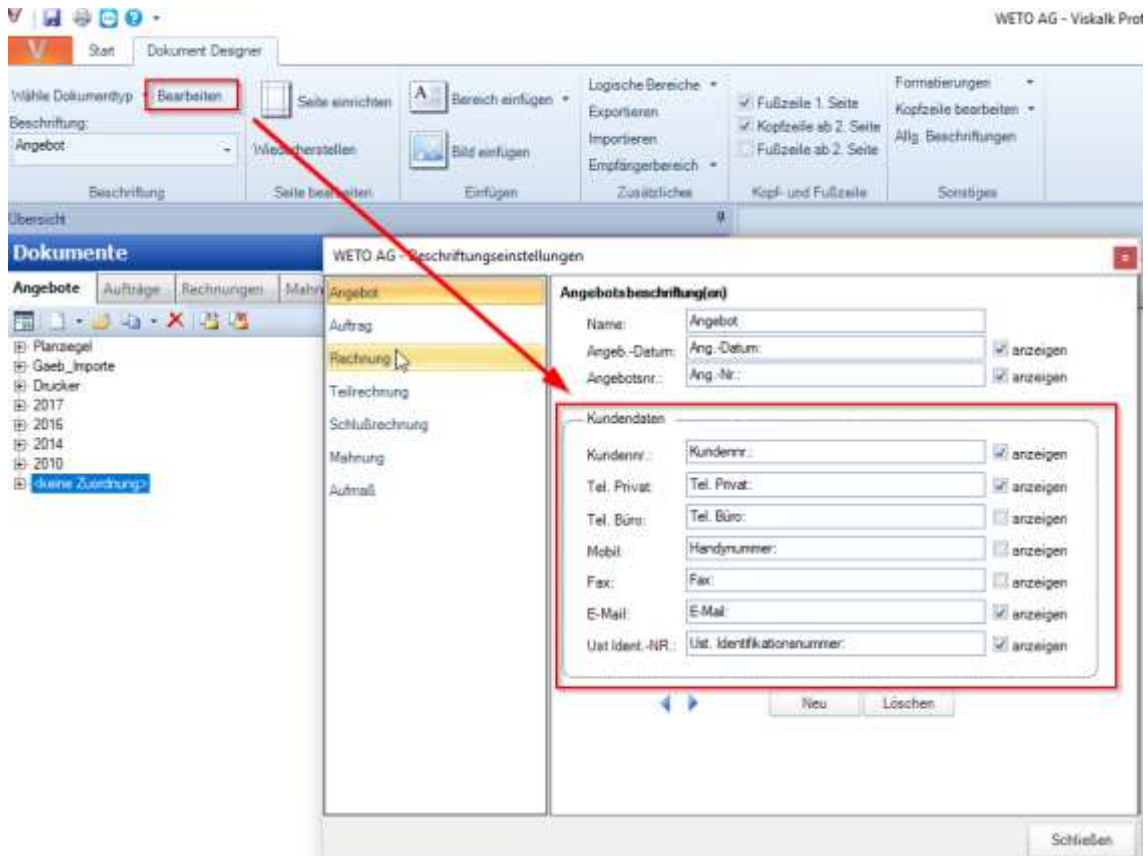 WETO AG - Viskalk Prof
V
Start Dokument Designer
Wähle Dokumenttyp Bearbeiten
Beschriftung:
Angebot
Beschriftung
Seite einrichten
Wiederherstellen
Seite bearbeiten
A
Bereich einfügen
Bild einfügen
Einfügen
Logische Bereiche
Exportieren
Importieren
Empfängerbereich
Zusätzliches
Fußzeile 1. Seite
Kopfzeile ab 2. Seite
Fußzeile ab 2. Seite
Kopf- und Fußzeile
Formatierungen
Kopfzeile bearbeiten
Allg. Beschriftungen
Sonstiges
Übersicht
Dokumente
Angebote Aufträge Rechnungen Mahn
Planziegel
Gaeb_Importe
Drucker
2017
2016
2014
2010
<keine Zuordnung>
WETO AG - Beschriftungseinstellungen
Angebot
Auftrag
Rechnung
Teilrechnung
Schlußrechnung
Mahnung
Aufmaß
Angebotsbeschriftung(en)
Name: Angebot
Angeb.-Datum: Ang.-Datum: anzeigen
Angebotsnr.: Ang.-Nr.: anzeigen
Kundendaten
Kundennr.: Kundennr.: anzeigen
Tel. Privat: Tel. Privat: anzeigen
Tel. Büro: Tel. Büro: anzeigen
Mobil: Handynummer: anzeigen
Fax: Fax: anzeigen
E-Mail: E-Mail: anzeigen
Ust Ident.-NR.: Ust. Identifikationsnummer: anzeigen
Neu Löschen
Schließen